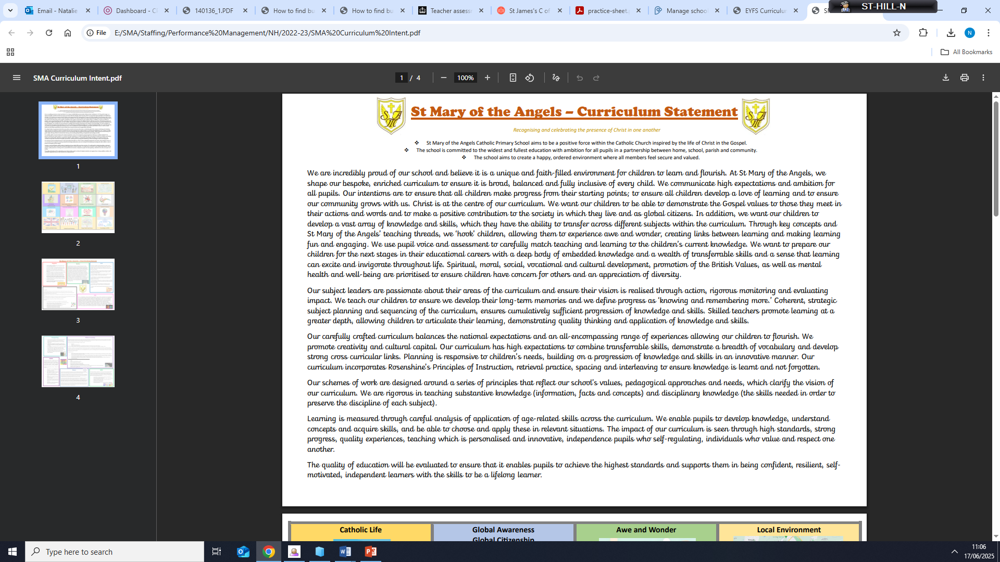 Email - Natalie
Dashboard - C
140136_1.PDF
How to find bu
How to find bu
Teacher assess
St James's C of
practice-sheet.
Manage schoo
EYFS Curriculu
ST-HILL-N
File
E:/SMA/Staffing/Performance%20Management/NH/2022-23/SMA%20Curriculum%20Intent.pdf
N
All Bookmarks
SMA Curriculum Intent.pdf
1 / 4
100%
1
2
3
4
St Mary of the Angels – Curriculum Statement
Recognising and celebrating the presence of Christ in one another
❖ St Mary of the Angels Catholic Primary School aims to be a positive force within the Catholic Church inspired by the life of Christ in the Gospel.
❖ The school is committed to the widest and fullest education with ambition for all pupils in a partnership between home, school, parish and community.
❖ The school aims to create a happy, ordered environment where all members feel secure and valued.
We are incredibly proud of our school and believe it is a unique and faith-filled environment for children to learn and flourish. At St Mary of the Angels, we
shape our bespoke, enriched curriculum to ensure it is broad, balanced and fully inclusive of every child. We communicate high expectations and ambition for
all pupils. Our intentions are to ensure that all children make progress from their starting points; to ensure all children develop a love of learning and to ensure
our community grows with us. Christ is at the centre of our curriculum. We want our children to be able to demonstrate the Gospel values to those they meet in
their actions and words and to make a positive contribution to the society in which they live and as global citizens. In addition, we want our children to
develop a vast array of knowledge and skills, which they have the ability to transfer across different subjects within the curriculum. Through key concepts and
St Mary of the Angels' teaching threads, we 'hook' children, allowing them to experience awe and wonder, creating links between learning and making learning
fun and engaging. We use pupil voice and assessment to carefully match teaching and learning to the children's current knowledge. We want to prepare our
children for the next stages in their educational careers with a deep body of embedded knowledge and a wealth of transferrable skills and a sense that learning
can excite and invigorate throughout life. Spiritual, moral, social, vocational and cultural development, promotion of the British Values, as well as mental
health and well-being are prioritised to ensure children have concern for others and an appreciation of diversity.
Our subject leaders are passionate about their areas of the curriculum and ensure their vision is realised through action, rigorous monitoring and evaluating
impact. We teach our children to ensure we develop their long-term memories and we define progress as 'knowing and remembering more.' Coherent, strategic
subject planning and sequencing of the curriculum, ensures cumulatively sufficient progression of knowledge and skills. Skilled teachers promote learning at a
greater depth, allowing children to articulate their learning, demonstrating quality thinking and application of knowledge and skills.
Our carefully crafted curriculum balances the national expectations and an all-encompassing range of experiences allowing our children to flourish. We
promote creativity and cultural capital. Our curriculum has high expectations to combine transferrable skills, demonstrate a breadth of vocabulary and develop
strong cross curricular links. Planning is responsive to children's needs, building on a progression of knowledge and skills in an innovative manner. Our
curriculum incorporates Rosenshine's Principles of Instruction, retrieval practice, spacing and interleaving to ensure knowledge is learnt and not forgotten.
Our schemes of work are designed around a series of principles that reflect our school's values, pedagogical approaches and needs, which clarify the vision of
our curriculum. We are rigorous in teaching substantive knowledge (information, facts and concepts) and disciplinary knowledge (the skills needed in order to
preserve the discipline of each subject).
Learning is measured through careful analysis of application of age-related skills across the curriculum. We enable pupils to develop knowledge, understand
concepts and acquire skills, and be able to choose and apply these in relevant situations. The impact of our curriculum is seen through high standards, strong
progress, quality experiences, teaching which is personalised and innovative, independence pupils who self-regulating, individuals who value and respect one
another.
The quality of education will be evaluated to ensure that it enables pupils to achieve the highest standards and supports them in being confident, resilient, self-
motivated, independent learners with the skills to be a lifelong learner.
Catholic Life
Global Awareness
Global Citizenship
Awe and Wonder
Local Environment
Type here to search
11:06
17/06/2025